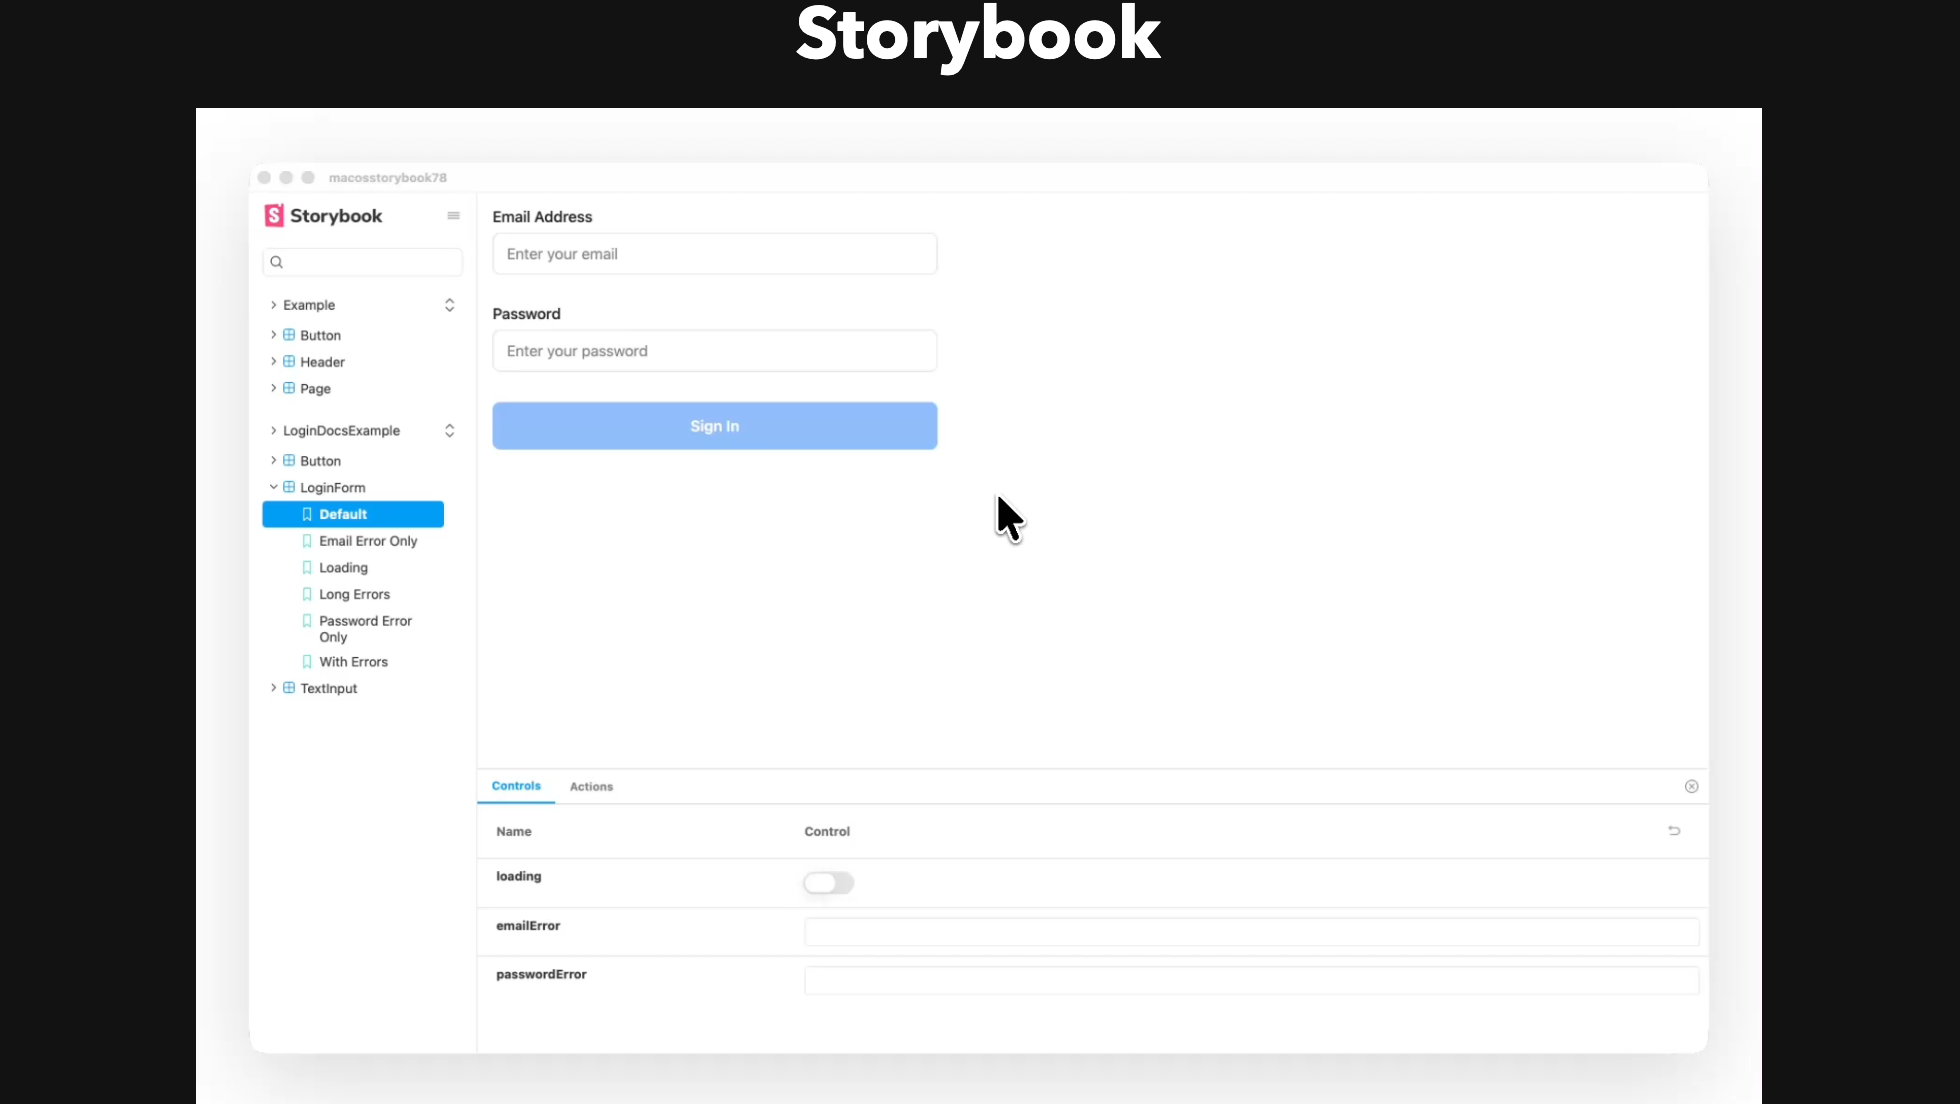 Storybook
macosstorybook78
Storybook
Example
Button
Header
Page
LoginDocsExample
Button
LoginForm
Default
Email Error Only
Loading
Long Errors
Password Error
Only
With Errors
TextInput
Email Address
Enter your email
Password
Enter your password
Sign In
Controls Actions
Name Control
loading
emailError
passwordError